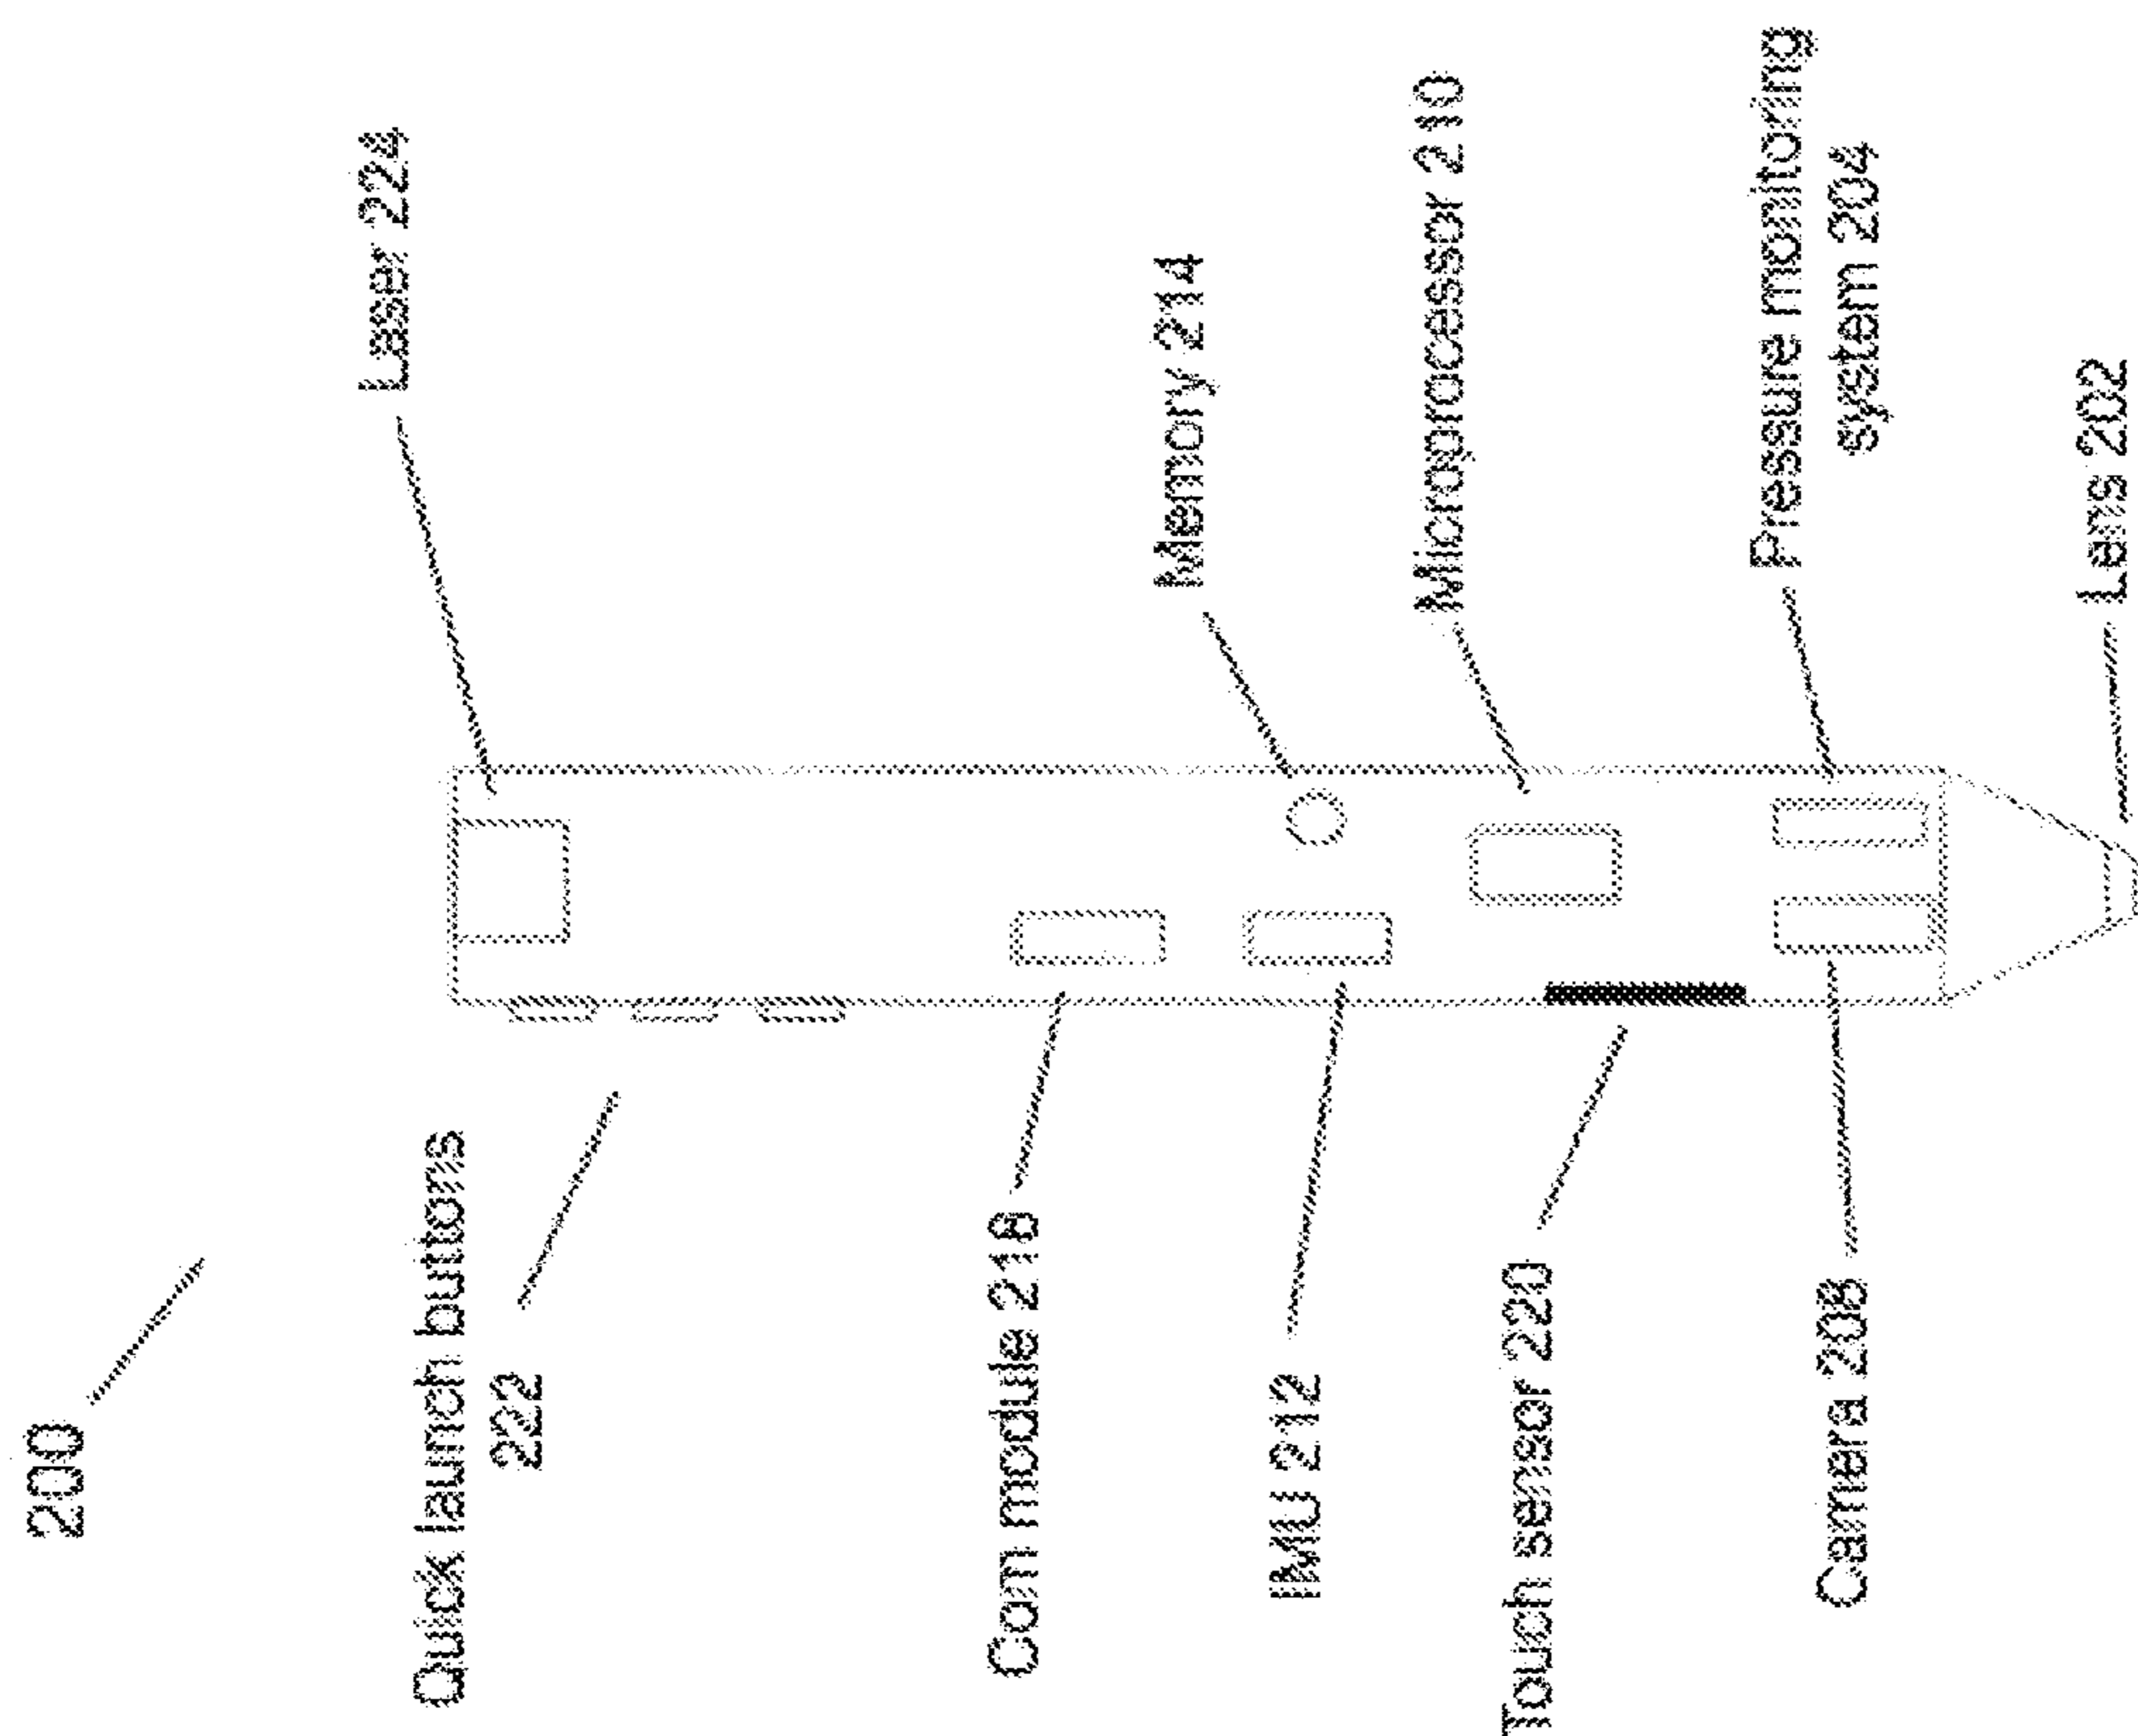 200
Laser 224
Quick launch buttons
222
Com module 218
Memory 214
IMU 212
Microprocessor 210
Touch sensor 220
Pressure monitoring
system 204
Camera 208
Lens 202